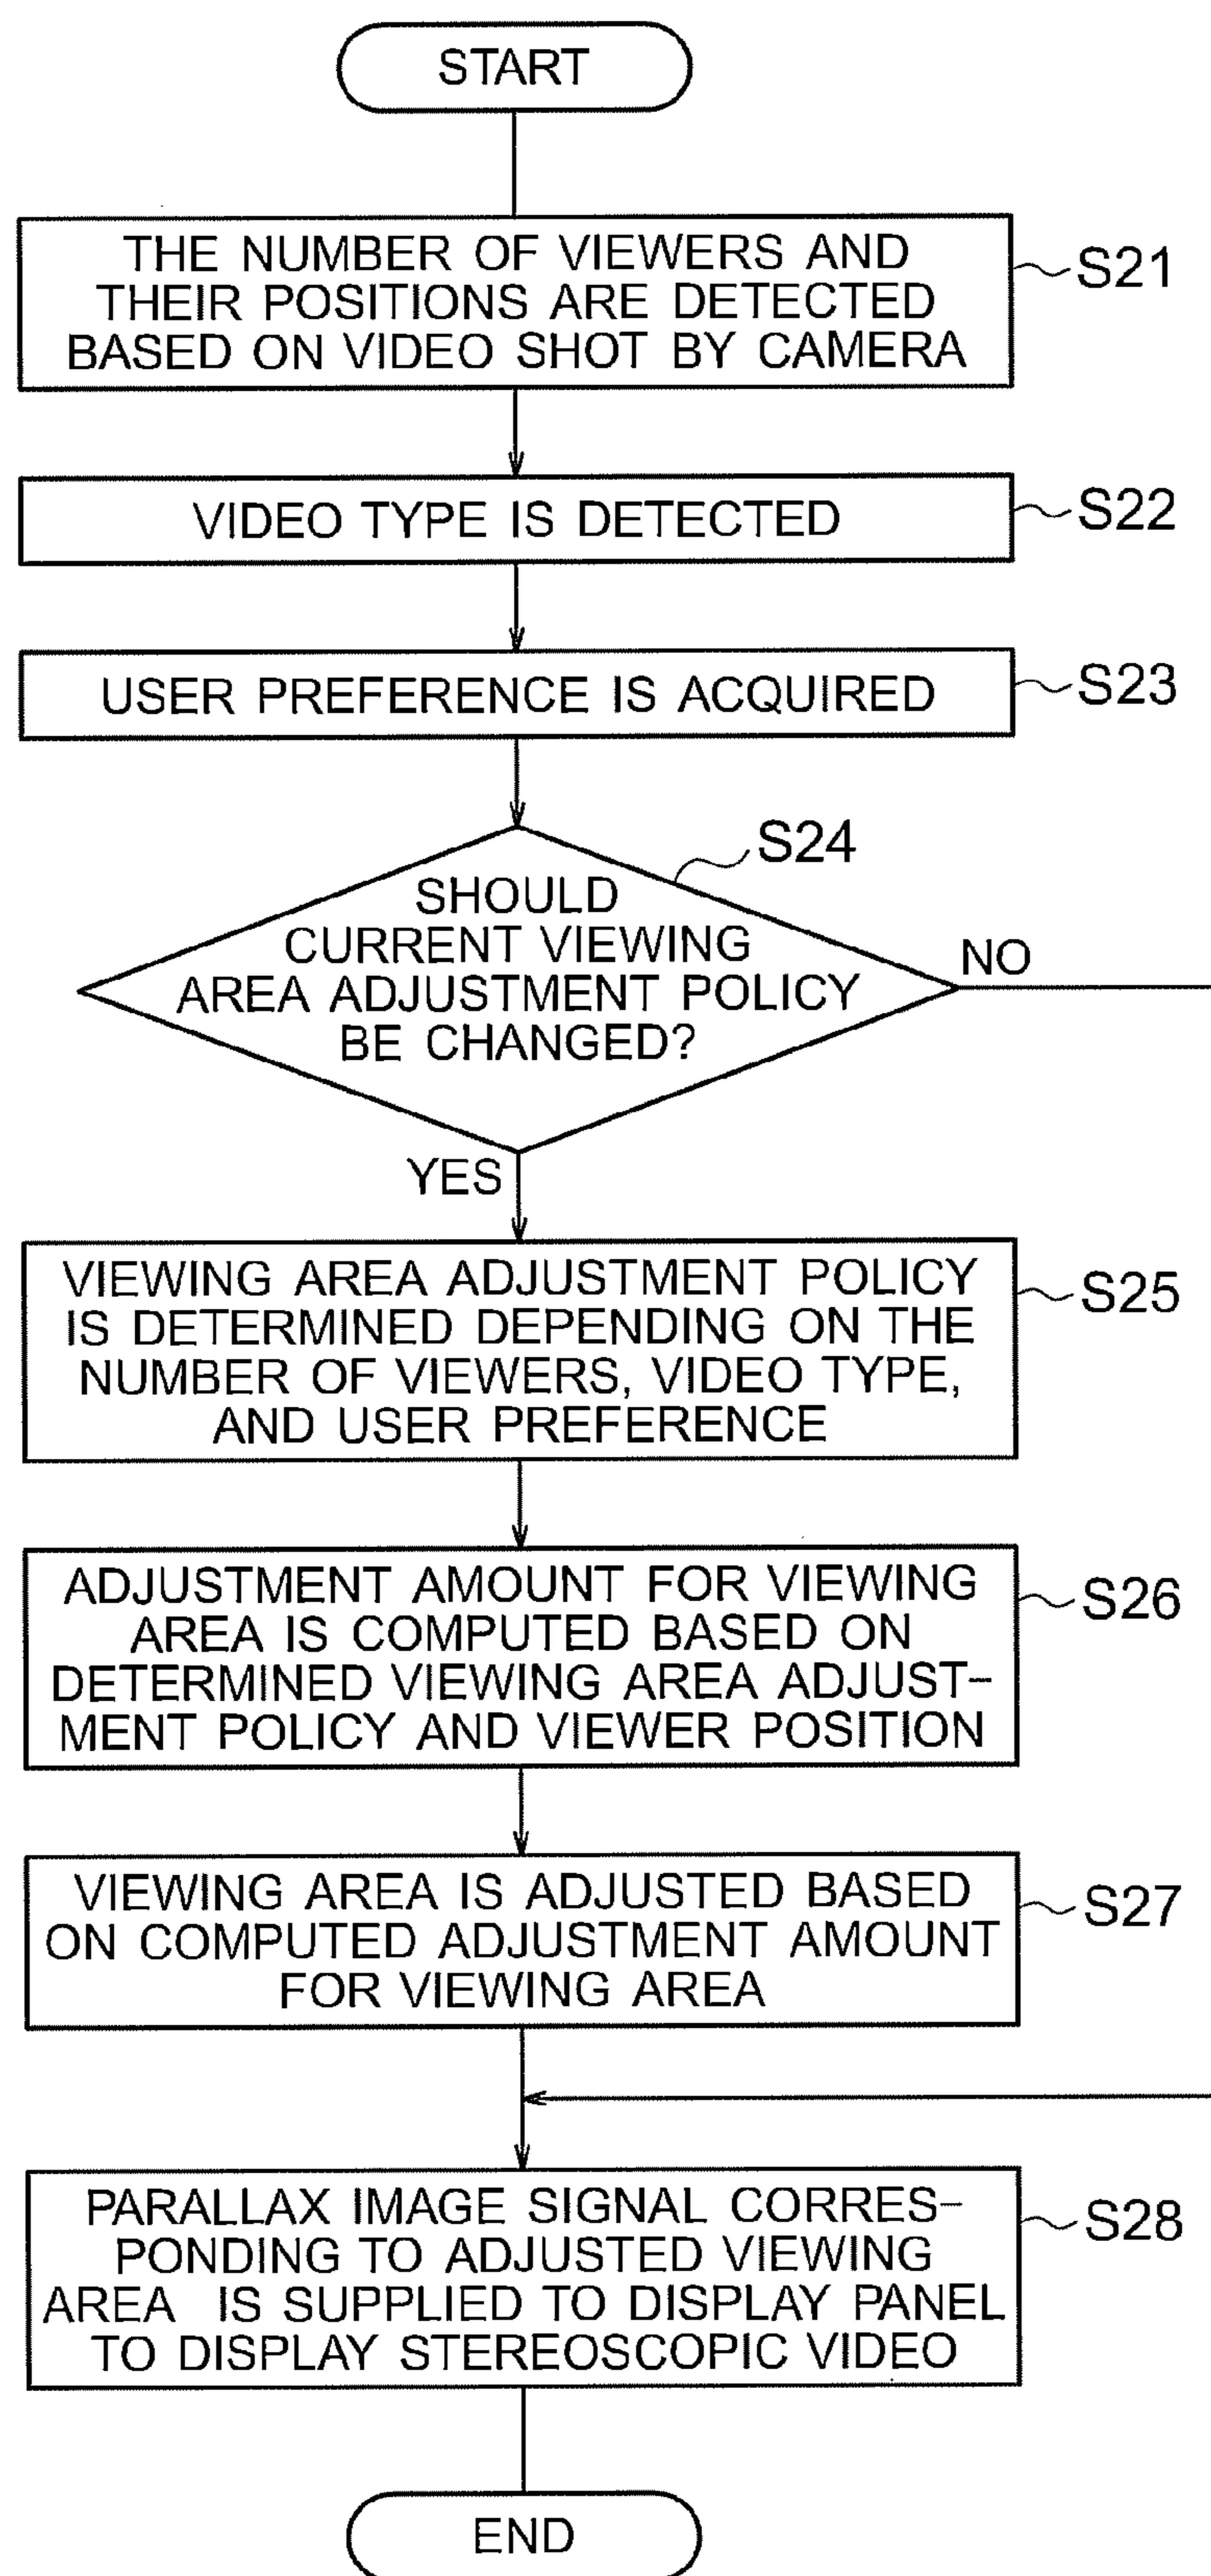 START
THE NUMBER OF VIEWERS AND
THEIR POSITIONS ARE DETECTED
BASED ON VIDEO SHOT BY CAMERA
S21
VIDEO TYPE IS DETECTED
S22
USER PREFERENCE IS ACQUIRED
S23
S24
SHOULD
CURRENT VIEWING
AREA ADJUSTMENT POLICY
BE CHANGED?
NO
YES
VIEWING AREA ADJUSTMENT POLICY
IS DETERMINED DEPENDING ON THE
NUMBER OF VIEWERS, VIDEO TYPE,
AND USER PREFERENCE
S25
ADJUSTMENT AMOUNT FOR VIEWING
AREA IS COMPUTED BASED ON
DETERMINED VIEWING AREA ADJUST-
MENT POLICY AND VIEWER POSITION
S26
VIEWING AREA IS ADJUSTED BASED
ON COMPUTED ADJUSTMENT AMOUNT
FOR VIEWING AREA
S27
PARALLAX IMAGE SIGNAL CORRES-
PONDING TO ADJUSTED VIEWING
AREA IS SUPPLIED TO DISPLAY PANEL
TO DISPLAY STEREOSCOPIC VIDEO
S28
END